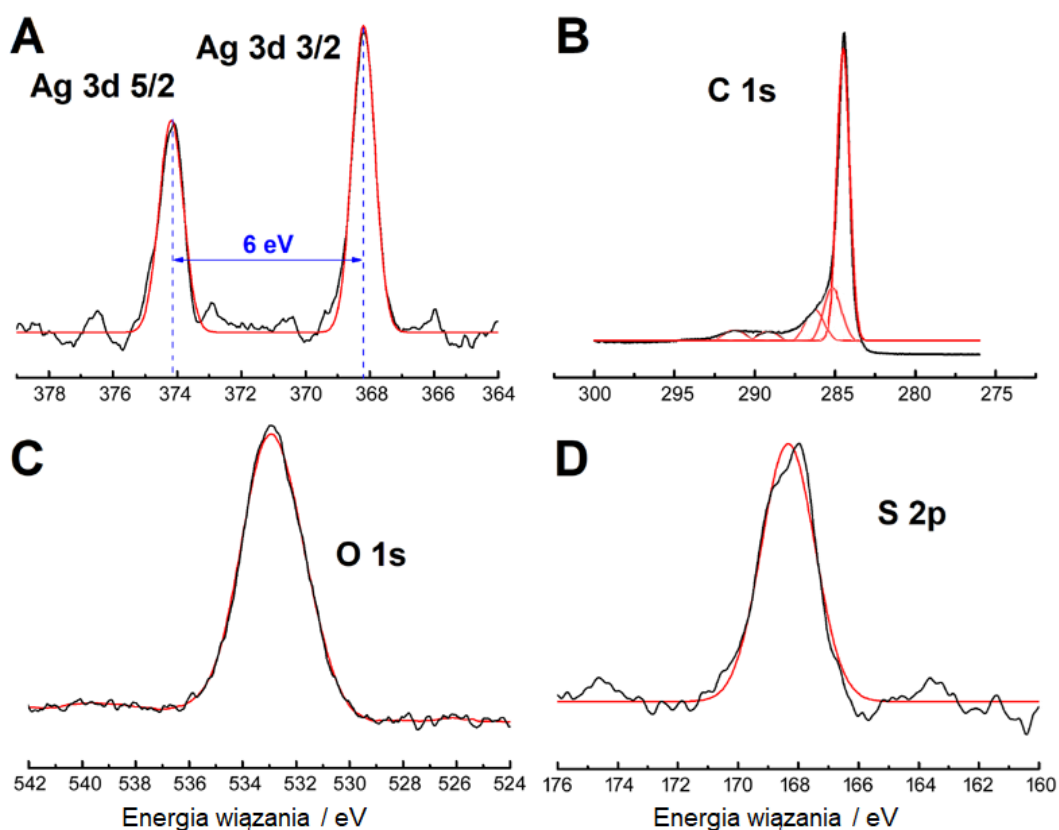 A
Ag 3d 3/2
Ag 3d 5/2
6 eV
378 376 374 372 370 368 366 364
B
C 1s
300 295 290 285 280 275
C
O 1s
542 540 538 536 534 532 530 528 526 524
Energia wiązania / eV
D
S 2p
176 174 172 170 168 166 164 162 160
Energia wiązania / eV